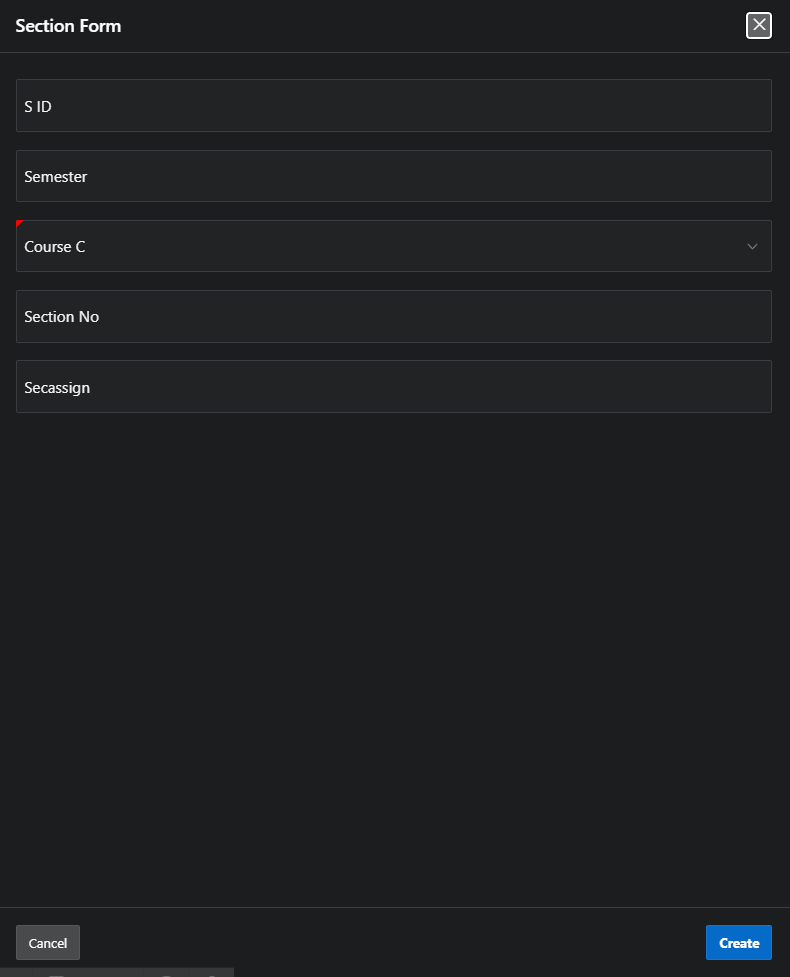 Section Form
S ID
Semester
Course C
Section No
Secassign
Cancel
Create